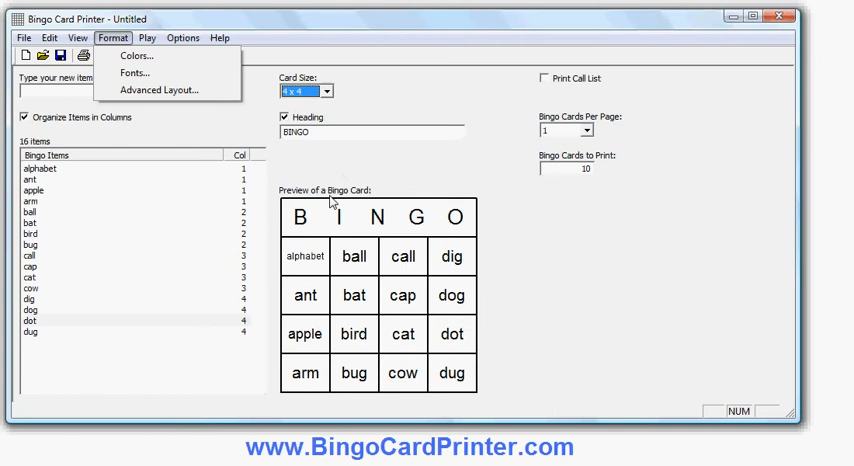 Bingo Card Printer - Untitled
File Edit View Format Play Options Help
Colors...
Fonts...
Advanced Layout...
Type your new item
Organize Items in Columns
16 items
Bingo Items Col
alphabet 1
ant 1
apple 1
arm 1
ball 2
bat 2
bird 2
bug 2
call 3
cap 3
cat 3
cow 3
dig 4
dog 4
dot 4
dug 4
Card Size:
4 x 4
Heading
BINGO
Preview of a Bingo Card:
B I N G O
alphabet ball call dig
ant bat cap dog
apple bird cat dot
arm bug cow dug
Print Call List
Bingo Cards Per Page:
1
Bingo Cards to Print:
10
NUM
www.BingoCardPrinter.com